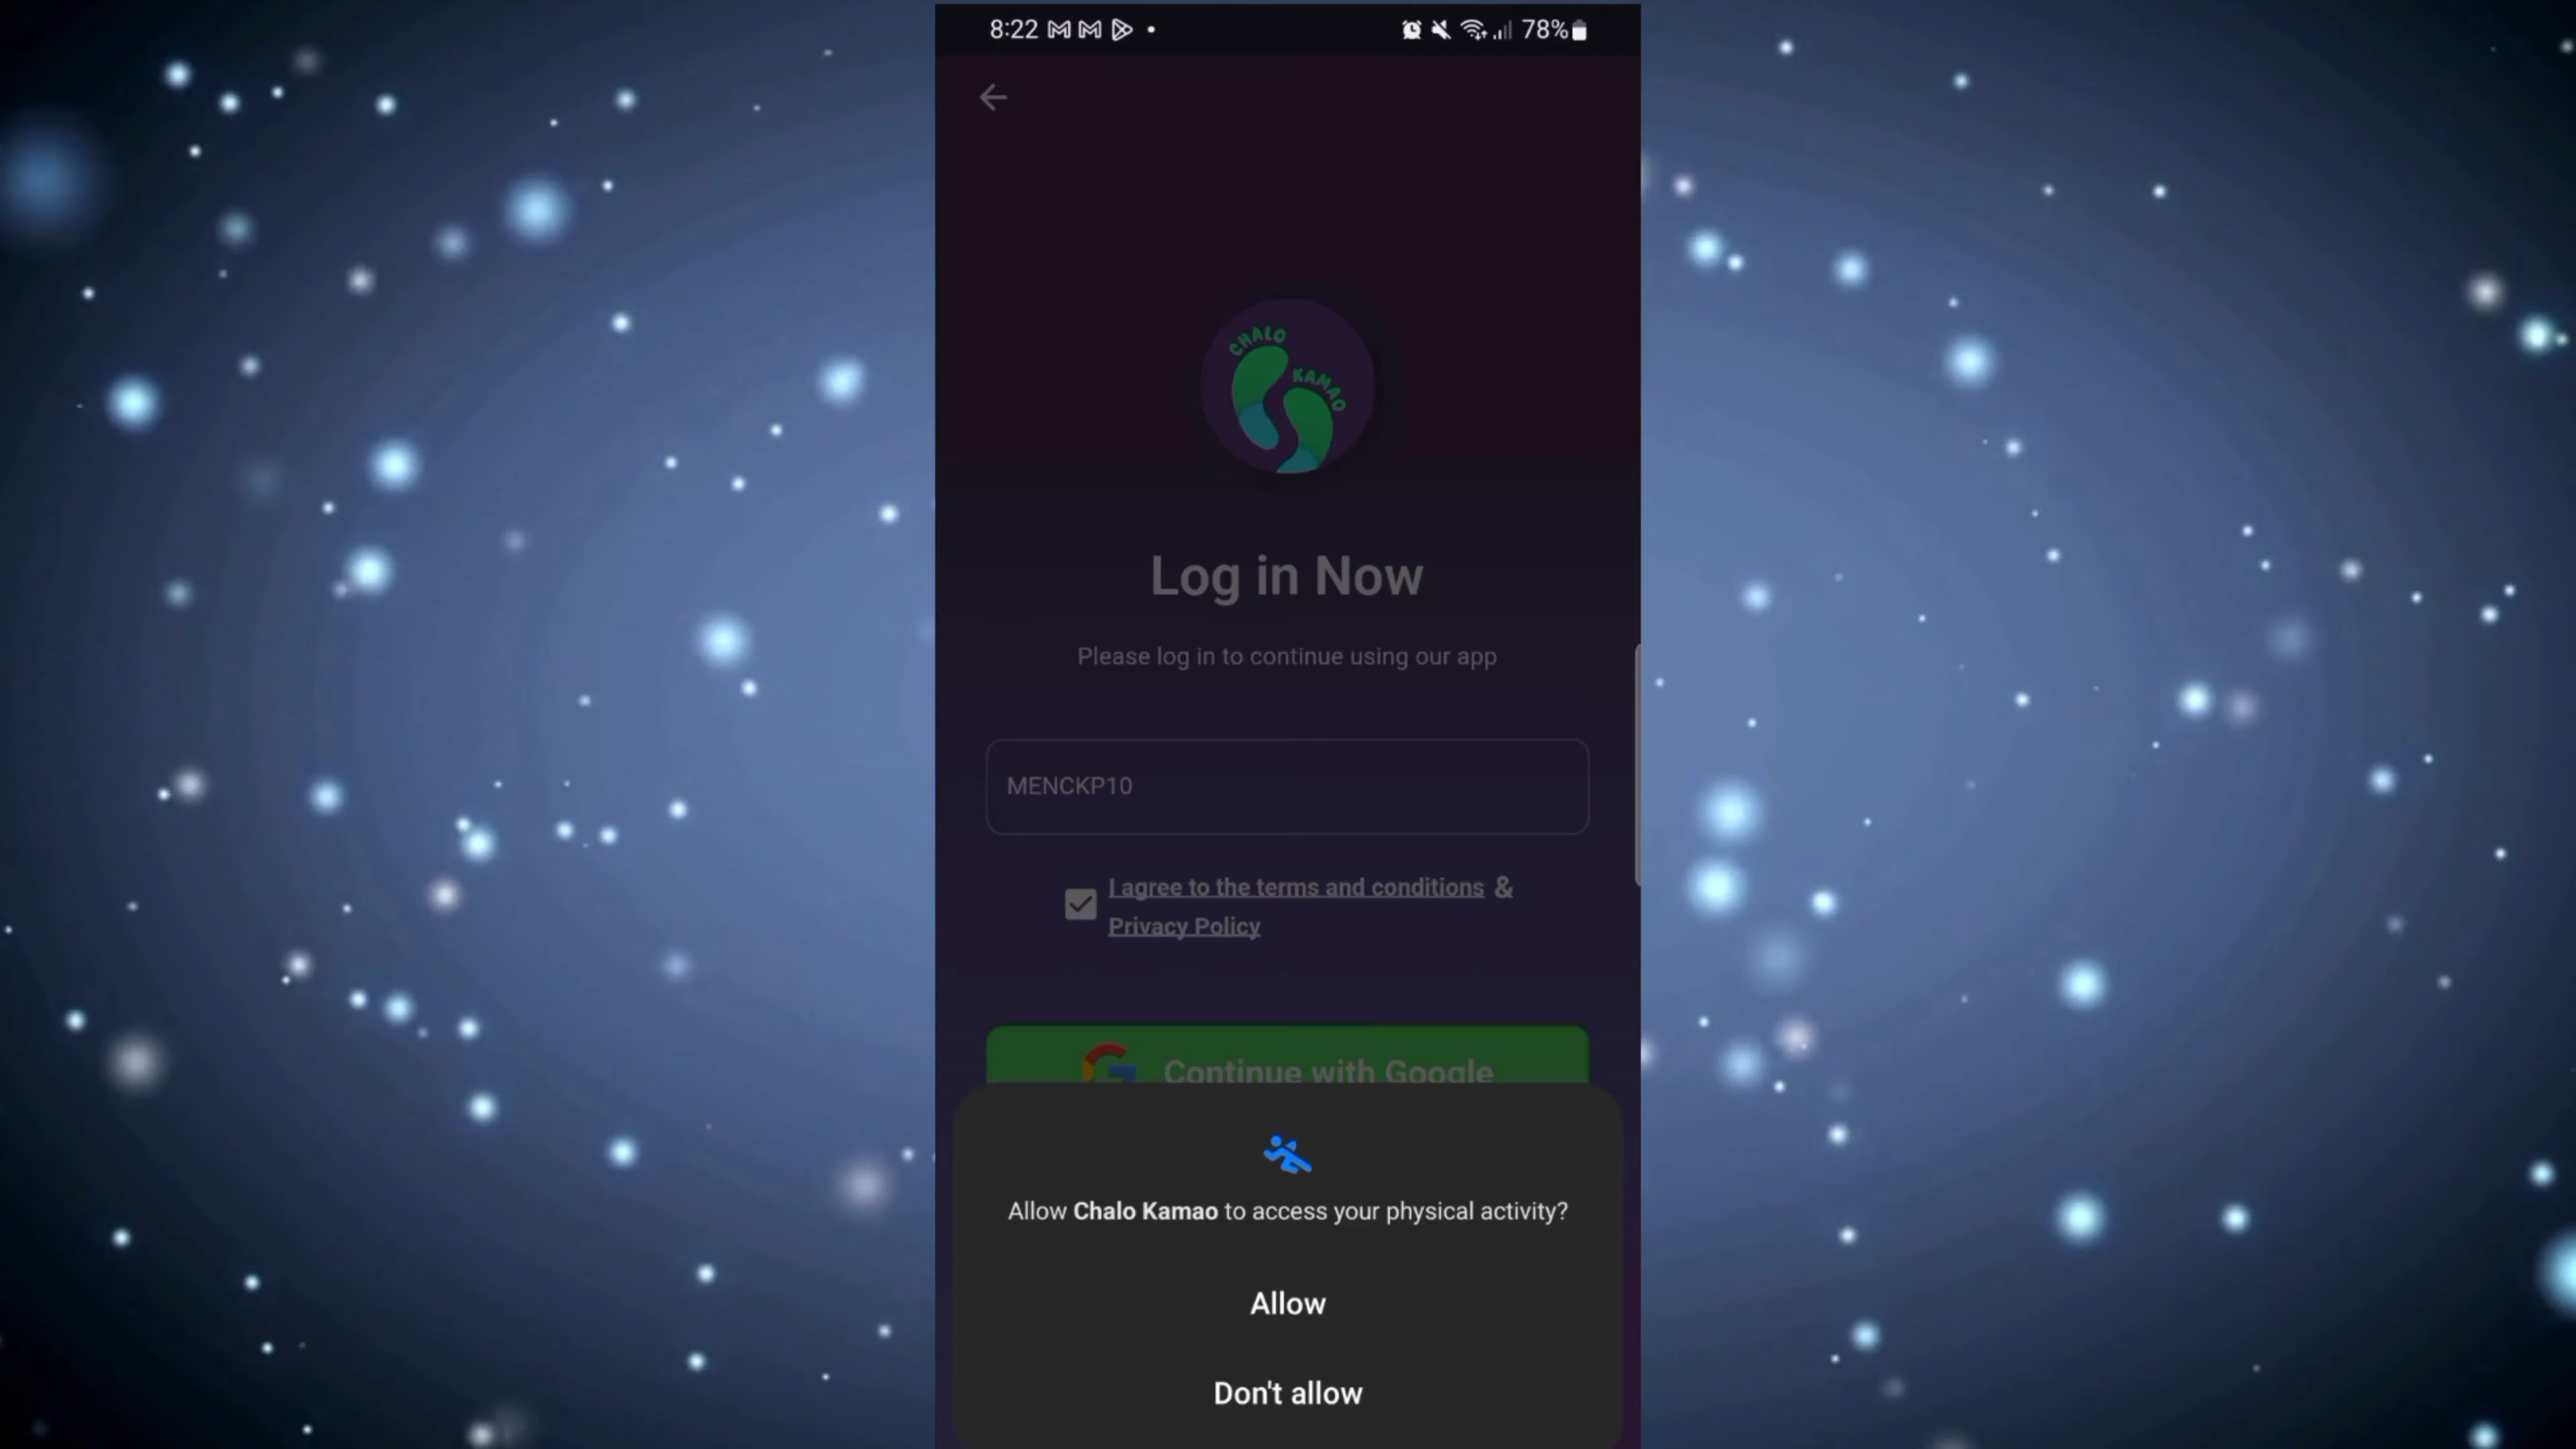 8:22
78%
CHALO
KAMAO
Log in Now
Please log in to continue using our app
MENCKP10
I agree to the terms and conditions &
Privacy Policy
Continue with Google
Allow Chalo Kamao to access your physical activity?
Allow
Don't allow